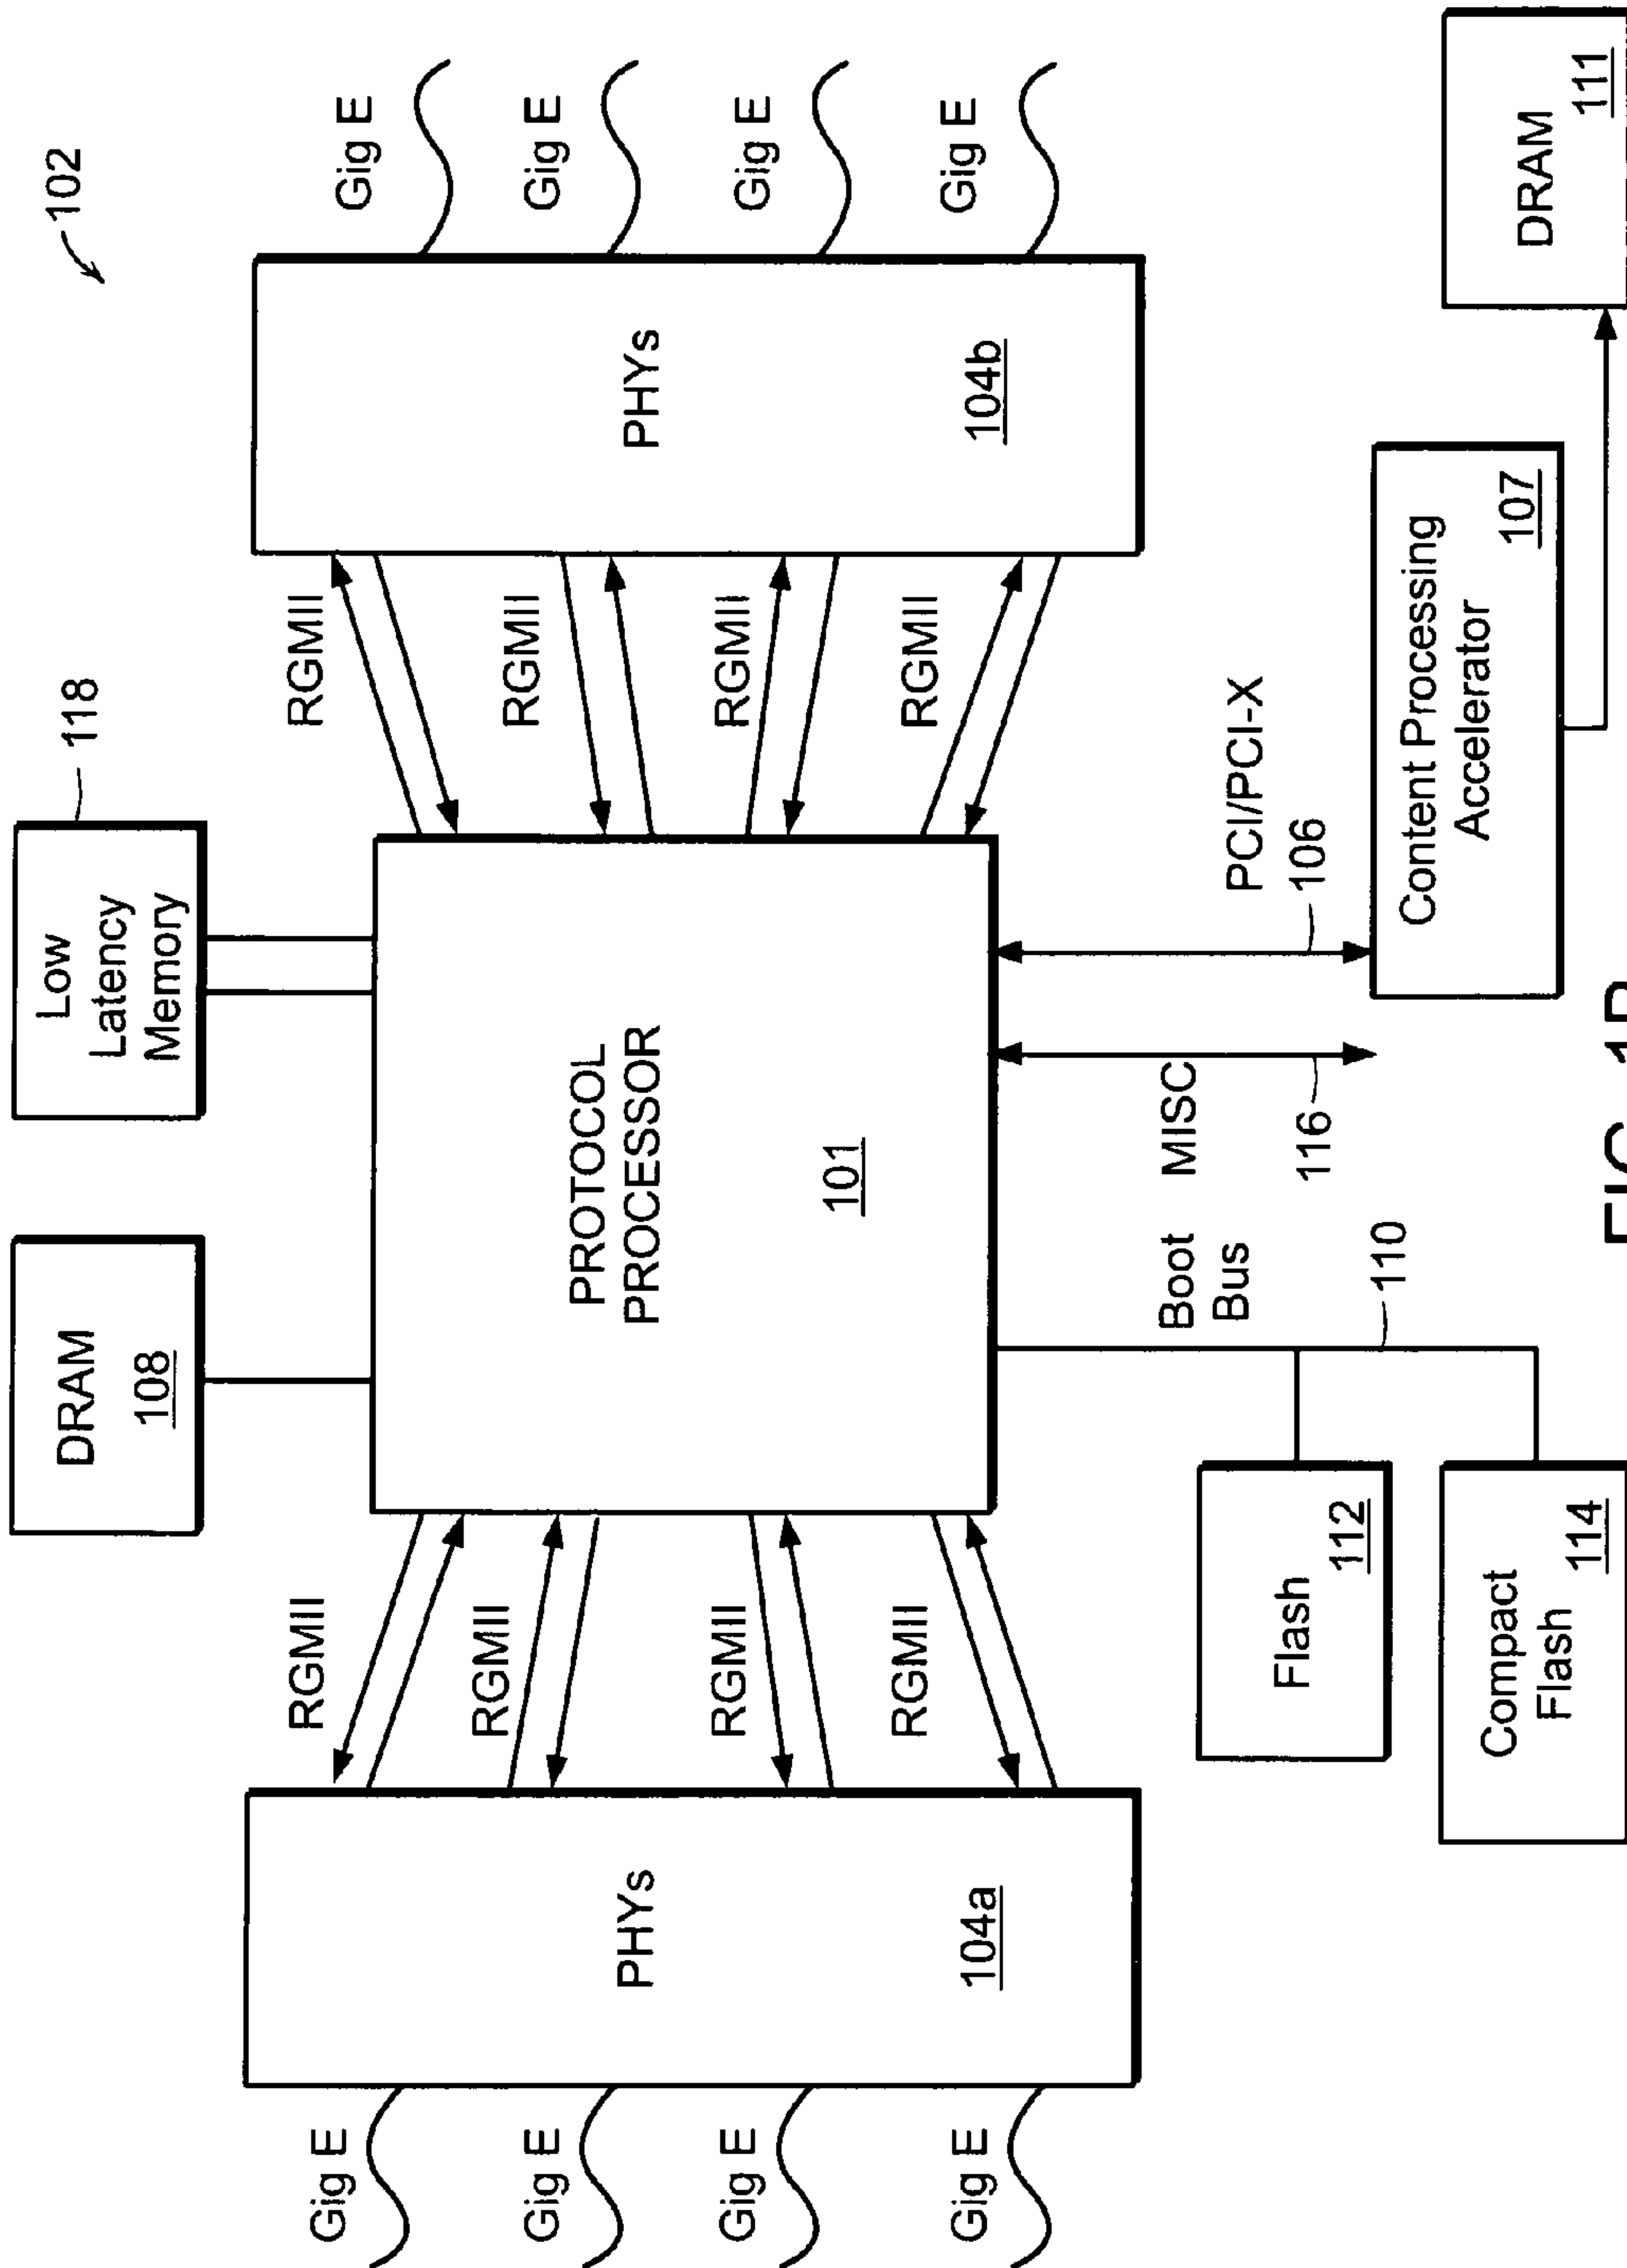 DRAM
108
Low
Latency
Memory
118
102
Gig E
Gig E
Gig E
Gig E
PHYs
104a
RGMII
RGMII
RGMII
RGMII
PROTOCOL
PROCESSOR
101
RGMII
RGMII
RGMII
RGMII
PHYs
104b
Gig E
Gig E
Gig E
Gig E
Boot
Bus
110
MISC
116
PCI/PCI-X
106
Flash
112
Compact
Flash
114
Content Processing
Accelerator
107
DRAM
111
FIG.